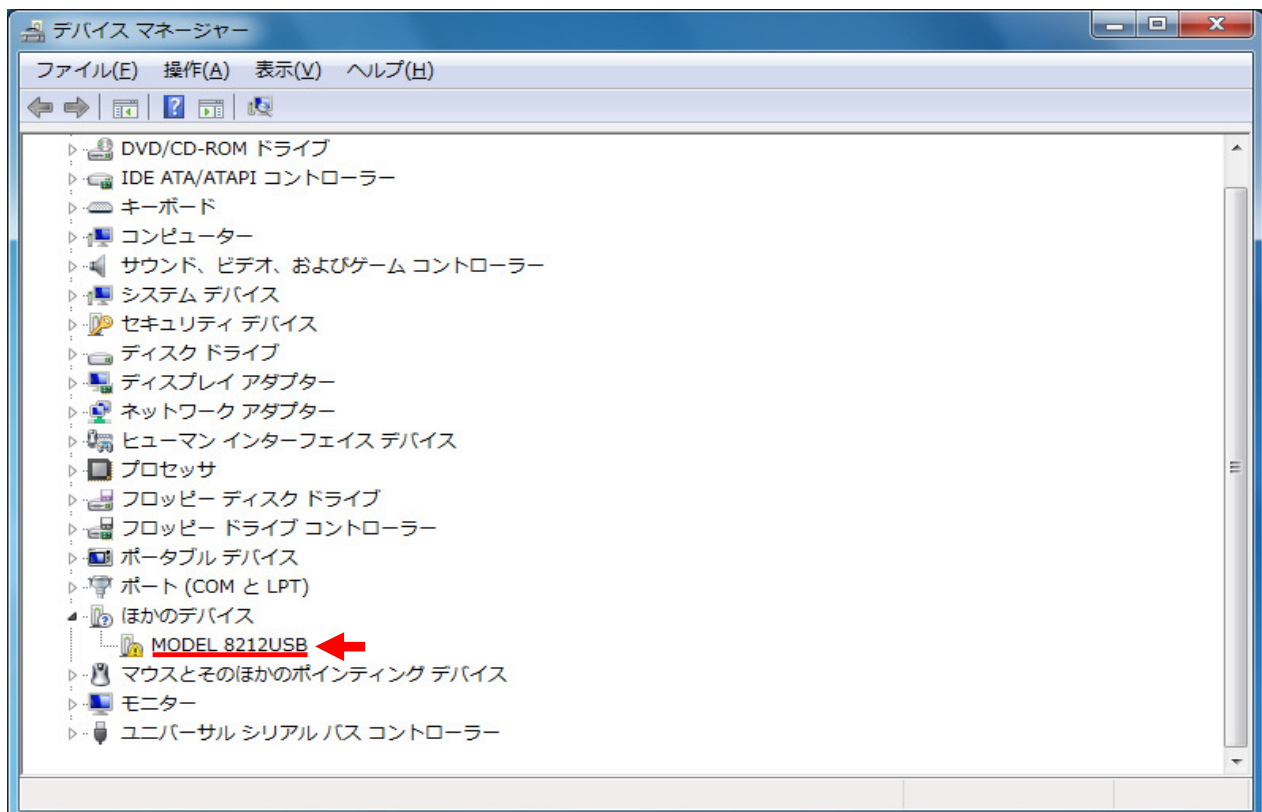 デバイス マネージャー
ファイル(F) 操作(A) 表示(V) ヘルプ(H)
DVD/CD-ROM ドライブ
IDE ATA/ATAPI コントローラー
キーボード
コンピューター
サウンド、ビデオ、およびゲーム コントローラー
システム デバイス
セキュリティ デバイス
ディスク ドライブ
ディスプレイ アダプター
ネットワーク アダプター
ヒューマン インターフェイス デバイス
プロセッサ
フロッピー ディスク ドライブ
フロッピー ドライブ コントローラー
ポータブル デバイス
ポート (COM と LPT)
ほかのデバイス
MODEL 8212USB
マウスとそのほかのポインティング デバイス
モニター
ユニバーサル シリアル バス コントローラー